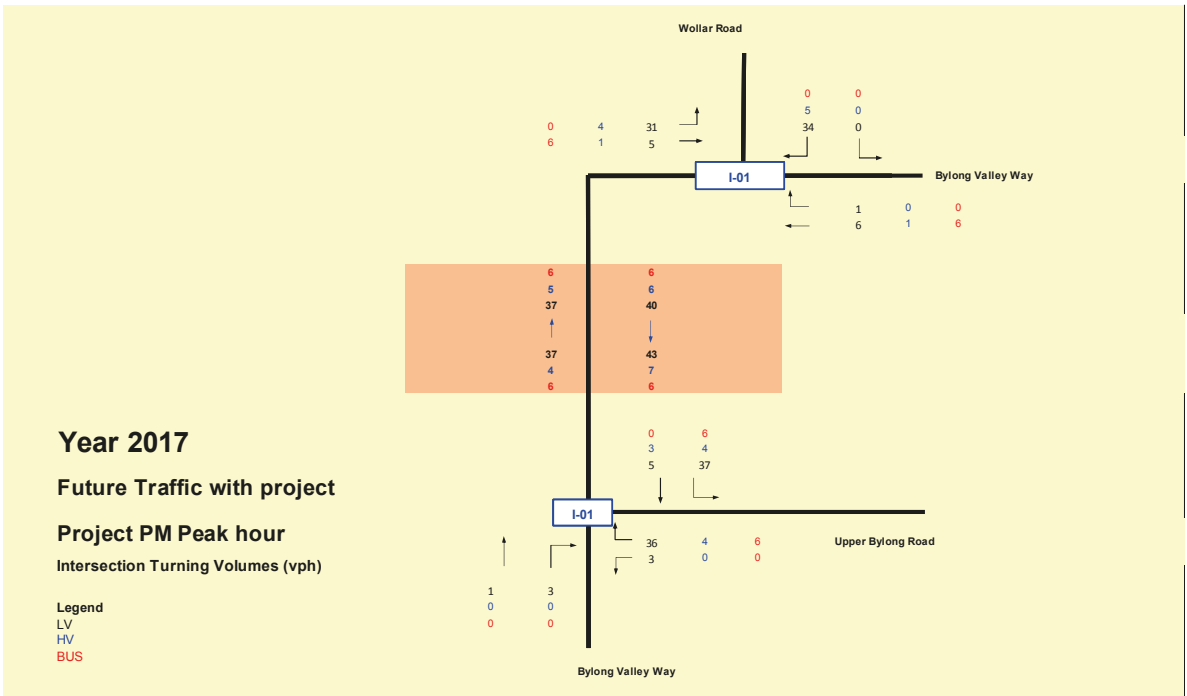 Wollar Road
0 0
5 0
34 0
0 4 31
6 1 5
I-01
Bylong Valley Way
1 0 0
6 1 6
6 6
5 6
37 40
37 43
4 7
6 6
Year 2017
Future Traffic with project
Project PM Peak hour
Intersection Turning Volumes (vph)
0 6
3 4
5 37
I-01
36 4 6
3 0 0
Upper Bylong Road
1 3
0 0
0 0
Legend
LV
HV
BUS
Bylong Valley Way